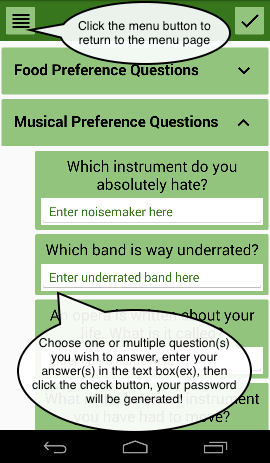 Click the menu button to
return to the menu page
Food Preference Questions
Musical Preference Questions
Which instrument do you
absolutely hate?
Enter noisemaker here
Which band is way underrated?
Enter underrated band here
An opera is written about your
life. What is it called?
Choose one or multiple question(s)
you wish to answer, enter your
answer(s) in the text box(ex), then
click the check button, your password
will be generated!
instrument
you have had to move?